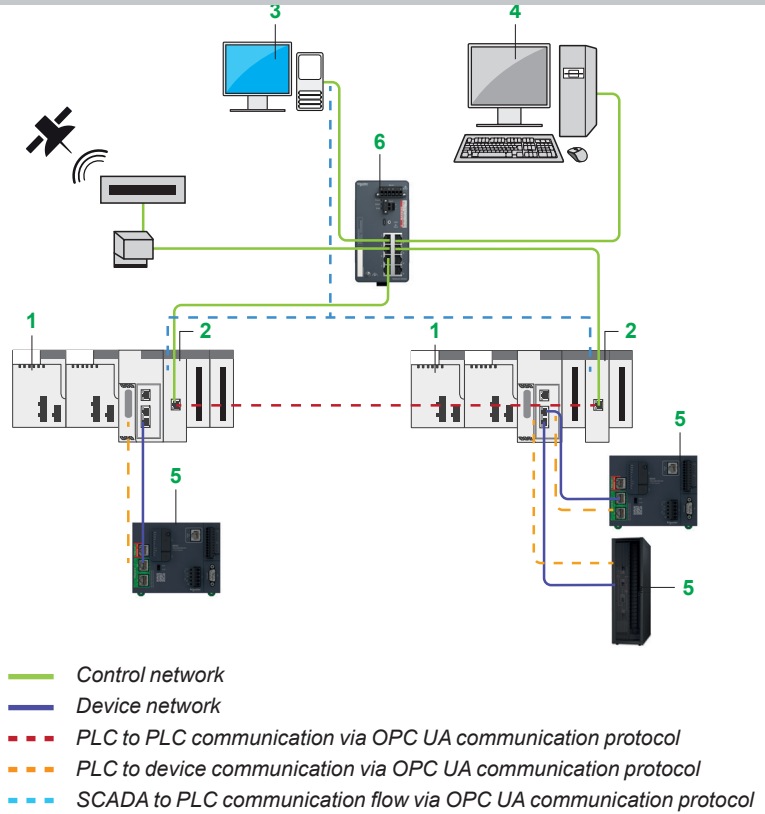 3
4
6
1
2
1
2
5
5
5
Control network
Device network
PLC to PLC communication via OPC UA communication protocol
PLC to device communication via OPC UA communication protocol
SCADA to PLC communication flow via OPC UA communication protocol